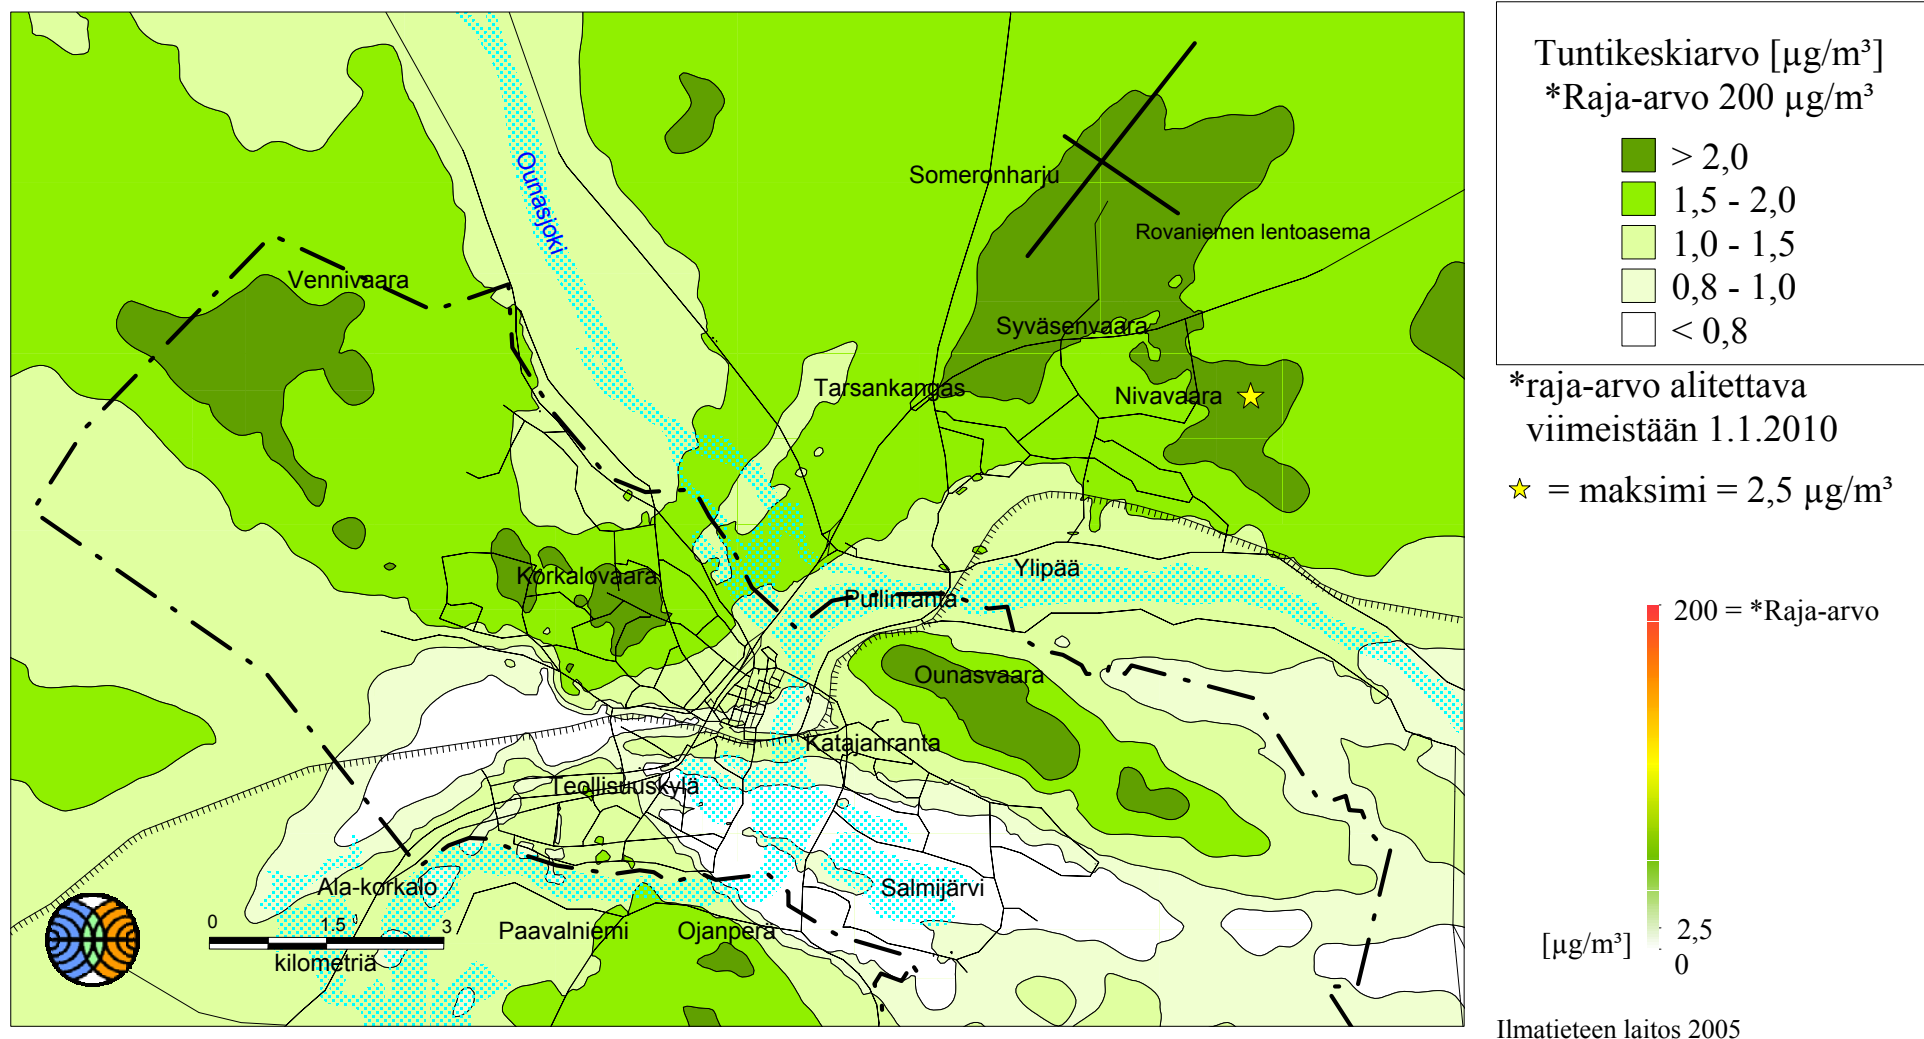 Tuntikeskiarvo [µg/m³]
*Raja-arvo 200 µg/m³
> 2,0
1,5 - 2,0
1,0 - 1,5
0,8 - 1,0
< 0,8
*raja-arvo alitettava
viimeistään 1.1.2010
= maksimi = 2,5 µg/m³
200 = *Raja-arvo
2,5
[µg/m³]
0
Ilmatieteen laitos 2005
Ounasjoki
Someronharju
Rovaniemen lentoasema
Vennivaara
Syväsenvaara
Tarsankangas
Nivavaara
Korkalovaara
Ylipää
Pullinranta
Ounasvaara
Katajanranta
Teollisuuskylä
Ala-korkalo
Salmijärvi
Paavalniemi
Ojanperä
0
1.5
3
kilometriä